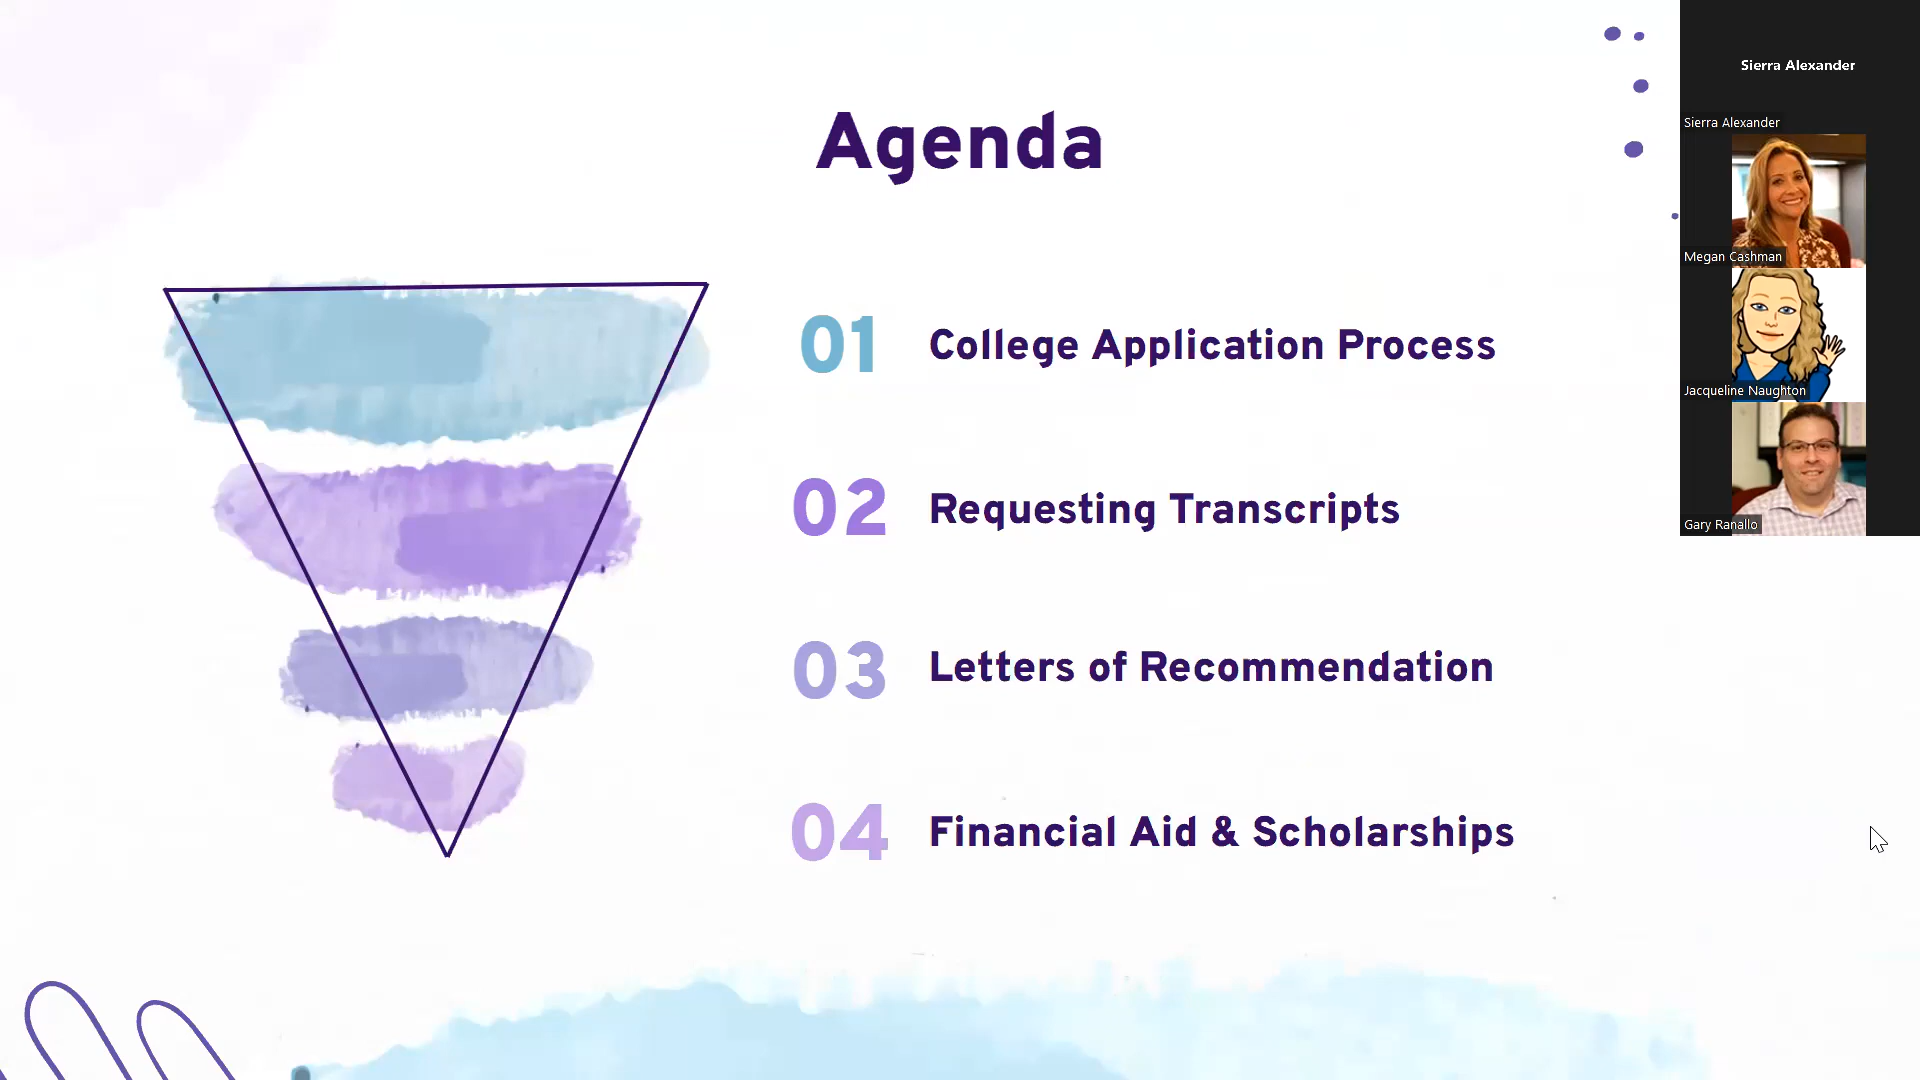 Agenda
01 College Application Process
02 Requesting Transcripts
03 Letters of Recommendation
04 Financial Aid & Scholarships
Sierra Alexander
Sierra Alexander
Megan Cashman
Jacqueline Naughton
Gary Ranallo